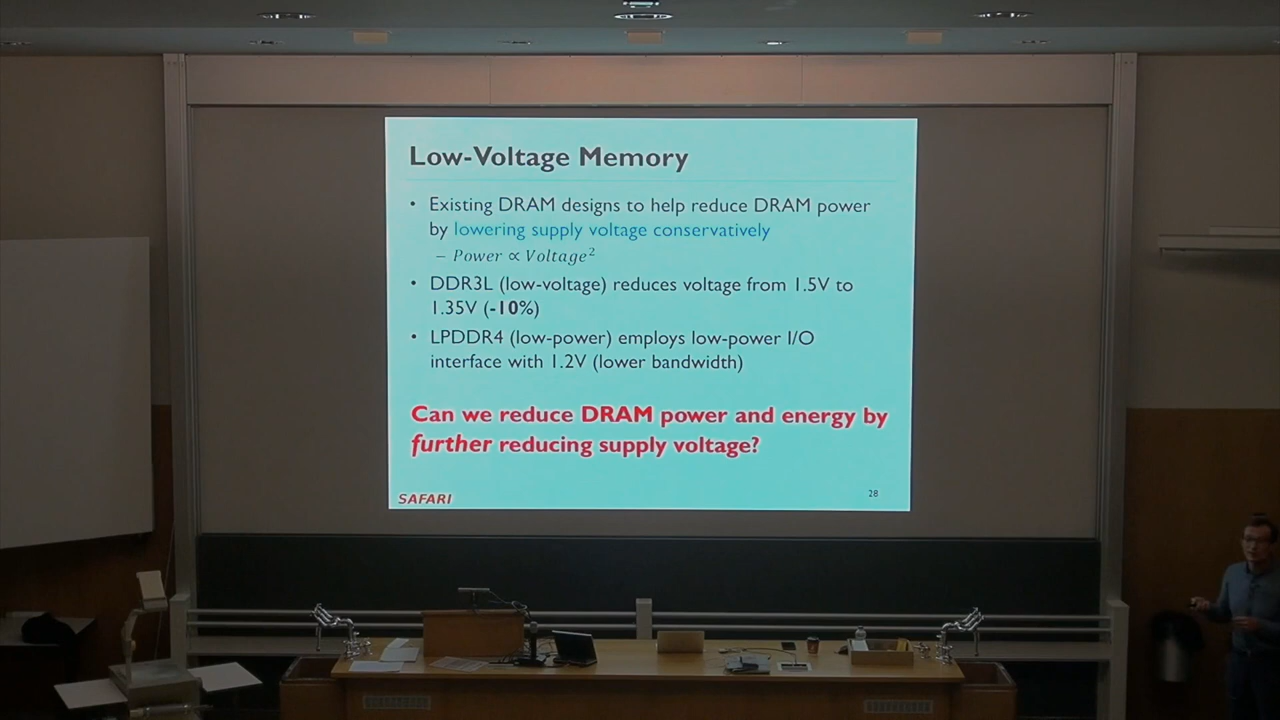 Low-Voltage Memory
• Existing DRAM designs to help reduce DRAM power
by lowering supply voltage conservatively
– Power ∝ Voltage²
• DDR3L (low-voltage) reduces voltage from 1.5V to
1.35V (-10%)
• LPDDR4 (low-power) employs low-power I/O
interface with 1.2V (lower bandwidth)
Can we reduce DRAM power and energy by
further reducing supply voltage?
SAFARI
28